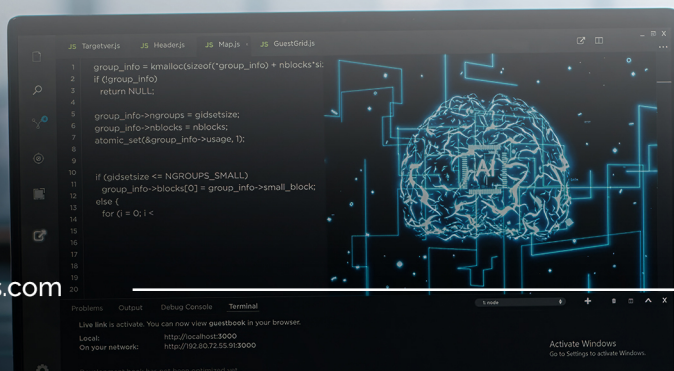 JS Targetver.js JS Header.js JS Map.js JS GuestGrid.js
1 group_info = kmalloc(sizeof(*group_info) + nblocks*si
2 if (!group_info)
3 return NULL;
4
5 group_info->ngroups = gidsetsize;
6 group_info->nblocks = nblocks;
7 atomic_set(&group_info->usage, 1);
8
9
10 if (gidsetsize <= NGROUPS_SMALL)
11 group_info->blocks[0] = group_info->small_block;
12 else {
13 for (i = 0; i <
14
15
16
17
18
19
20
AI
s.com
Problems Output Debug Console Terminal
1: node
Live link is activate. You can now view guestbook in your browser.
Local: http://localhost:3000
On your network: http://192.80.72.55.91:3000
Activate Windows
Go to Settings to activate Windows.